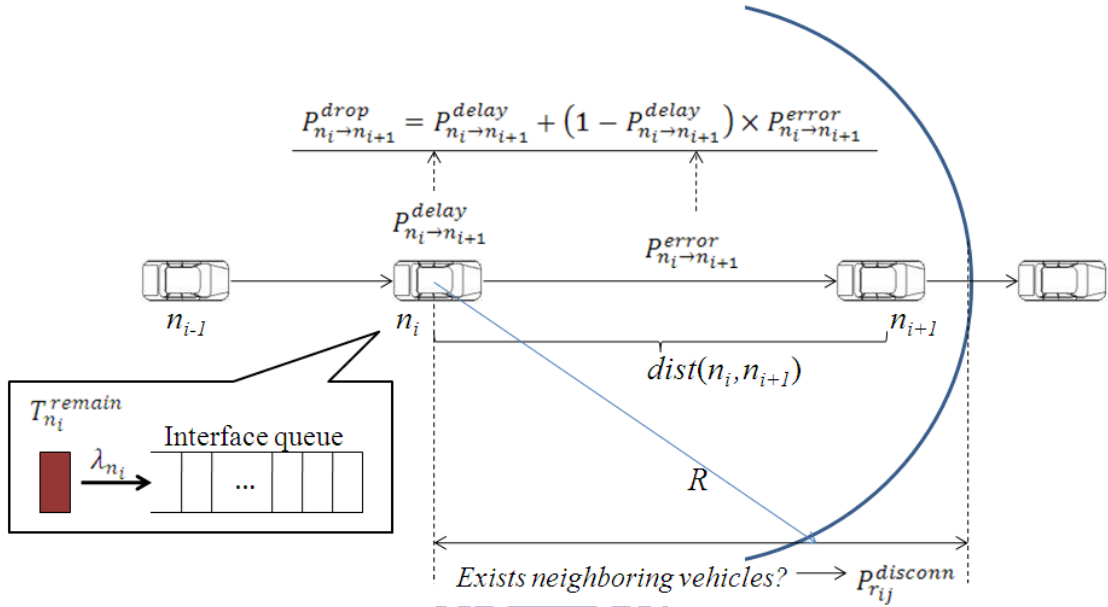 P^{drop}_{n_i→n_{i+1}} = P^{delay}_{n_i→n_{i+1}} + (1 − P^{delay}_{n_i→n_{i+1}}) × P^{error}_{n_i→n_{i+1}}
P^{delay}_{n_i→n_{i+1}}
P^{error}_{n_i→n_{i+1}}
n_{i-1}
n_i
n_{i+1}
dist(n_i,n_{i+1})
T^{remain}_{n_i}
Interface queue
λ_{n_i}
...
R
Exists neighboring vehicles?
P^{disconn}_{r_{ij}}